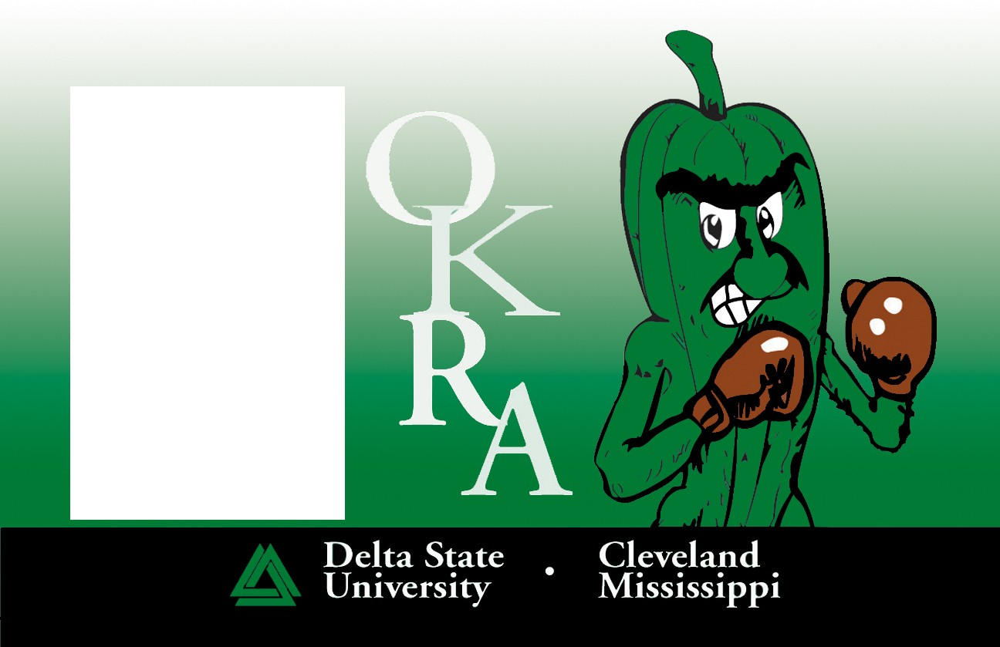 OKRA
Delta State
University
•
Cleveland
Mississippi